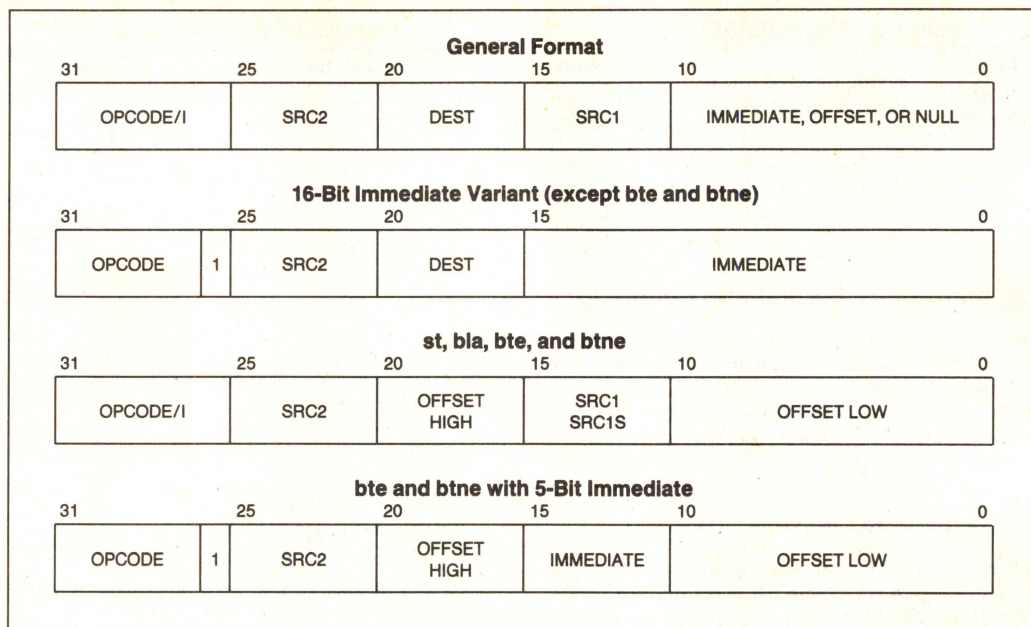 General Format
31 25 20 15 10 0
OPCODE/I SRC2 DEST SRC1 IMMEDIATE, OFFSET, OR NULL
16-Bit Immediate Variant (except bte and btne)
31 25 20 15 0
OPCODE 1 SRC2 DEST IMMEDIATE
st, bla, bte, and btne
31 25 20 15 10 0
OPCODE/I SRC2 OFFSET HIGH SRC1 SRC1S OFFSET LOW
bte and btne with 5-Bit Immediate
31 25 20 15 10 0
OPCODE 1 SRC2 OFFSET HIGH IMMEDIATE OFFSET LOW